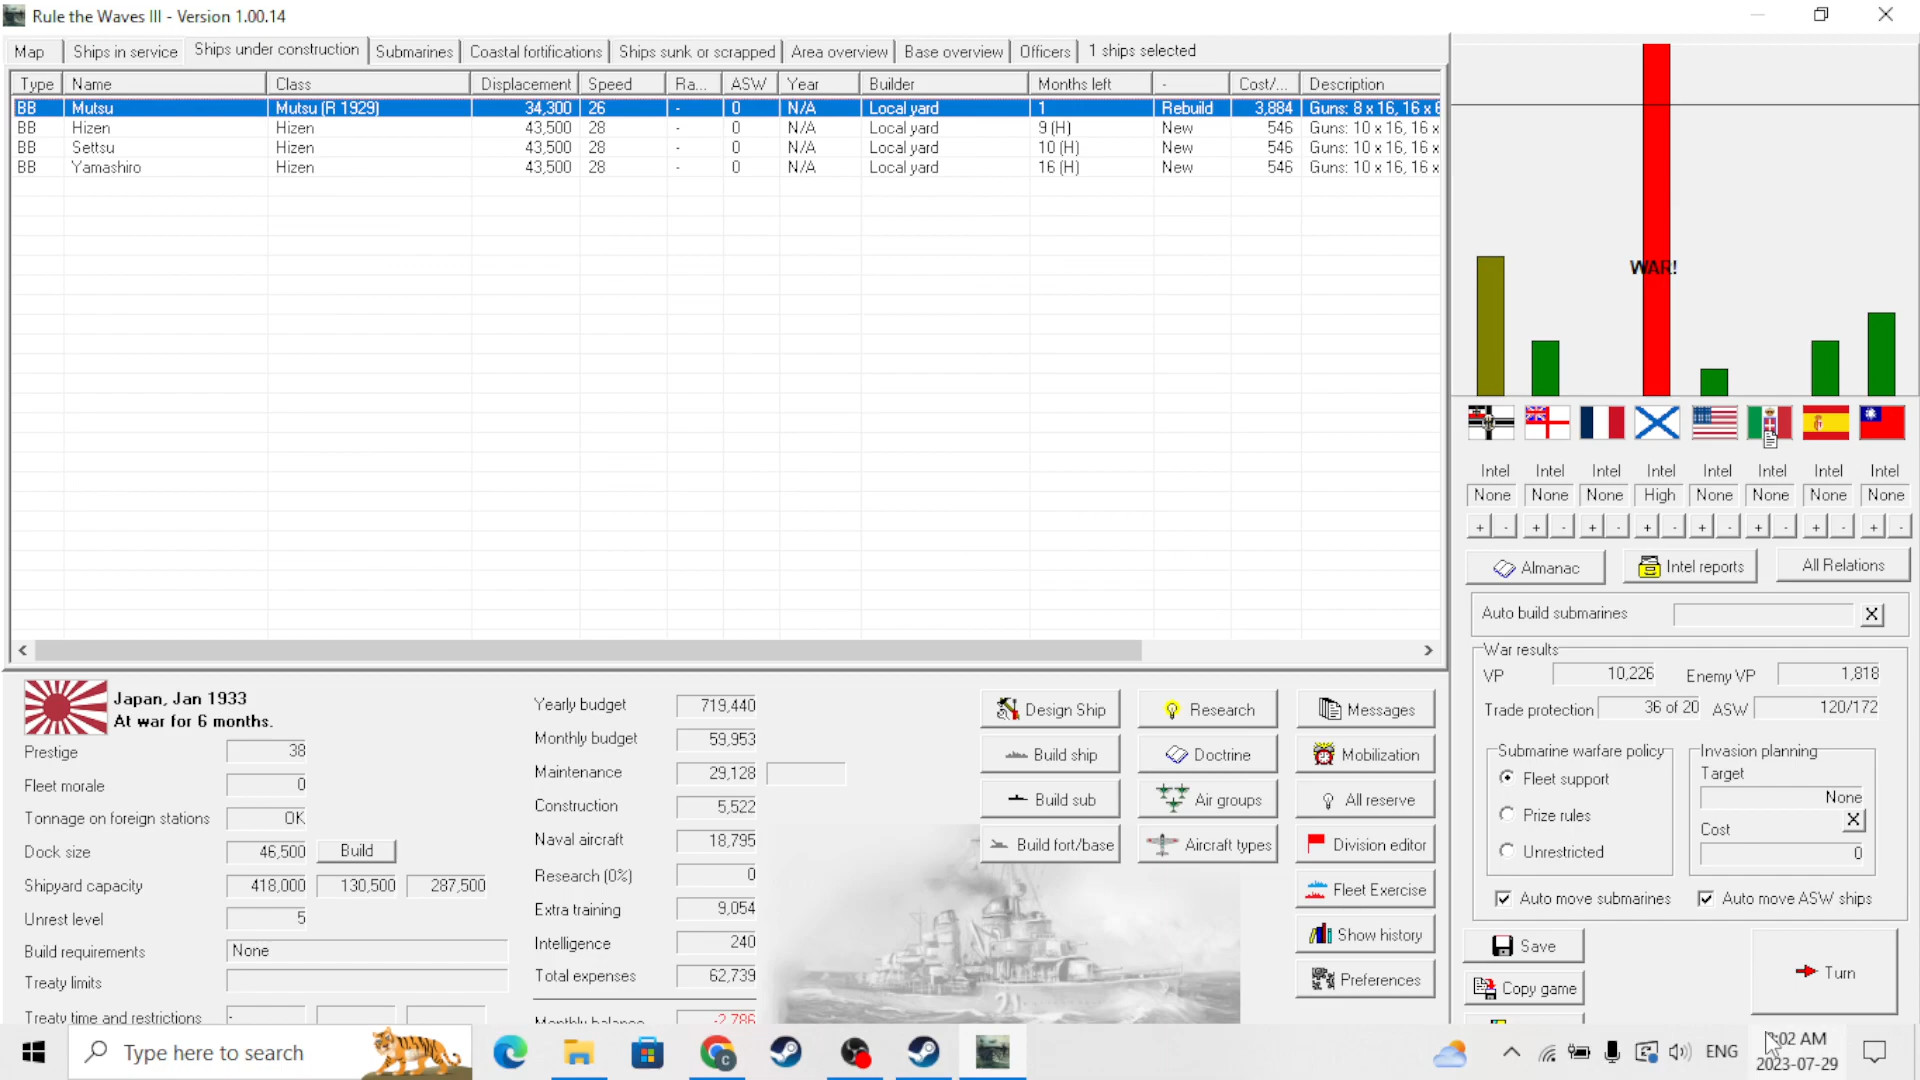 Rule the Waves III - Version 1.00.14
Map Ships in service Ships under construction Submarines Coastal fortifications Ships sunk or scrapped Area overview Base overview Officers 1 ships selected
Type Name Class Displacement Speed Ra... ASW Year Builder Months left - Cost/... Description
BB Mutsu Mutsu (R 1929) 34,300 26 - 0 N/A Local yard 1 Rebuild 3,884 Guns: 8 x 16, 16 x 6
BB Hizen Hizen 43,500 28 - 0 N/A Local yard 9 (H) New 546 Guns: 10 x 16, 16 x
BB Settsu Hizen 43,500 28 - 0 N/A Local yard 10 (H) New 546 Guns: 10 x 16, 16 x
BB Yamashiro Hizen 43,500 28 - 0 N/A Local yard 16 (H) New 546 Guns: 10 x 16, 16 x
WAR!
Intel Intel Intel Intel Intel Intel Intel Intel
None None None High None None None None
+ - + - + - + - + - + - + - + -
Almanac Intel reports All Relations
Auto build submarines X
War results
VP 10,226 Enemy VP 1,818
Trade protection 36 of 20 ASW 120/172
Submarine warfare policy
Fleet support
Prize rules
Unrestricted
Invasion planning
Target
None
Cost X
0
Auto move submarines Auto move ASW ships
Save
Copy game
Turn
Japan, Jan 1933
At war for 6 months.
Prestige 38
Fleet morale 0
Tonnage on foreign stations OK
Dock size 46,500 Build
Shipyard capacity 418,000 130,500 287,500
Unrest level 5
Build requirements None
Treaty limits
Treaty time and restrictions -
Yearly budget 719,440
Monthly budget 59,953
Maintenance 29,128
Construction 5,522
Naval aircraft 18,795
Research (0%) 0
Extra training 9,054
Intelligence 240
Total expenses 62,739
Monthly balance -2,786
Design Ship Research Messages
Build ship Doctrine Mobilization
Build sub Air groups All reserve
Build fort/base Aircraft types Division editor
Fleet Exercise
Show history
Preferences
Type here to search
ENG
:02 AM
2023-07-29